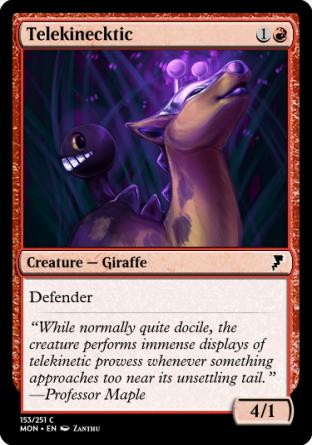 Telekinecktic 1
Creature — Giraffe
Defender
“While normally quite docile, the
creature performs immense displays of
telekinetic prowess whenever something
approaches too near its unsettling tail.”
—Professor Maple
4/1
153/251 C
MON • EN Zanthu